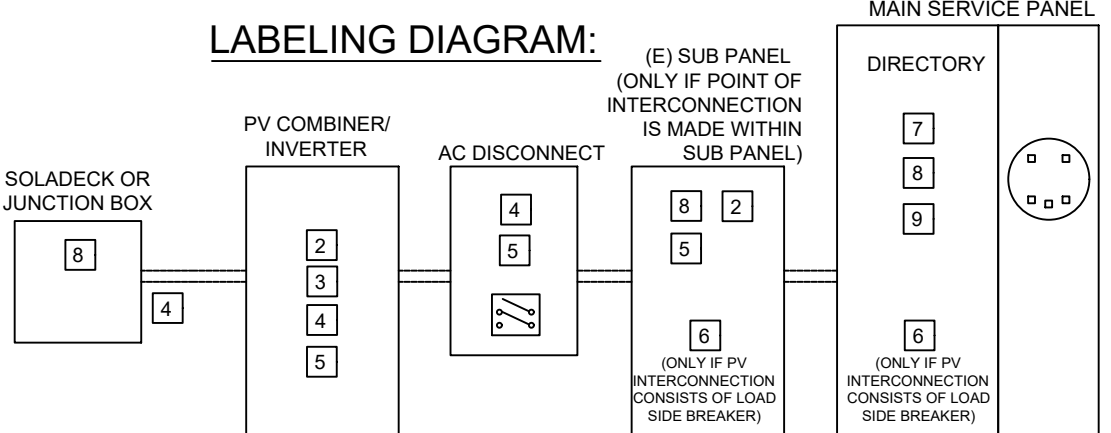 LABELING DIAGRAM:
SOLADECK OR
JUNCTION BOX
8
4
PV COMBINER/
INVERTER
2
3
4
5
AC DISCONNECT
4
5
(E) SUB PANEL
(ONLY IF POINT OF
INTERCONNECTION
IS MADE WITHIN
SUB PANEL)
8 2
5
6
(ONLY IF PV
INTERCONNECTION
CONSISTS OF LOAD
SIDE BREAKER)
MAIN SERVICE PANEL
DIRECTORY
7
8
9
6
(ONLY IF PV
INTERCONNECTION
CONSISTS OF LOAD
SIDE BREAKER)